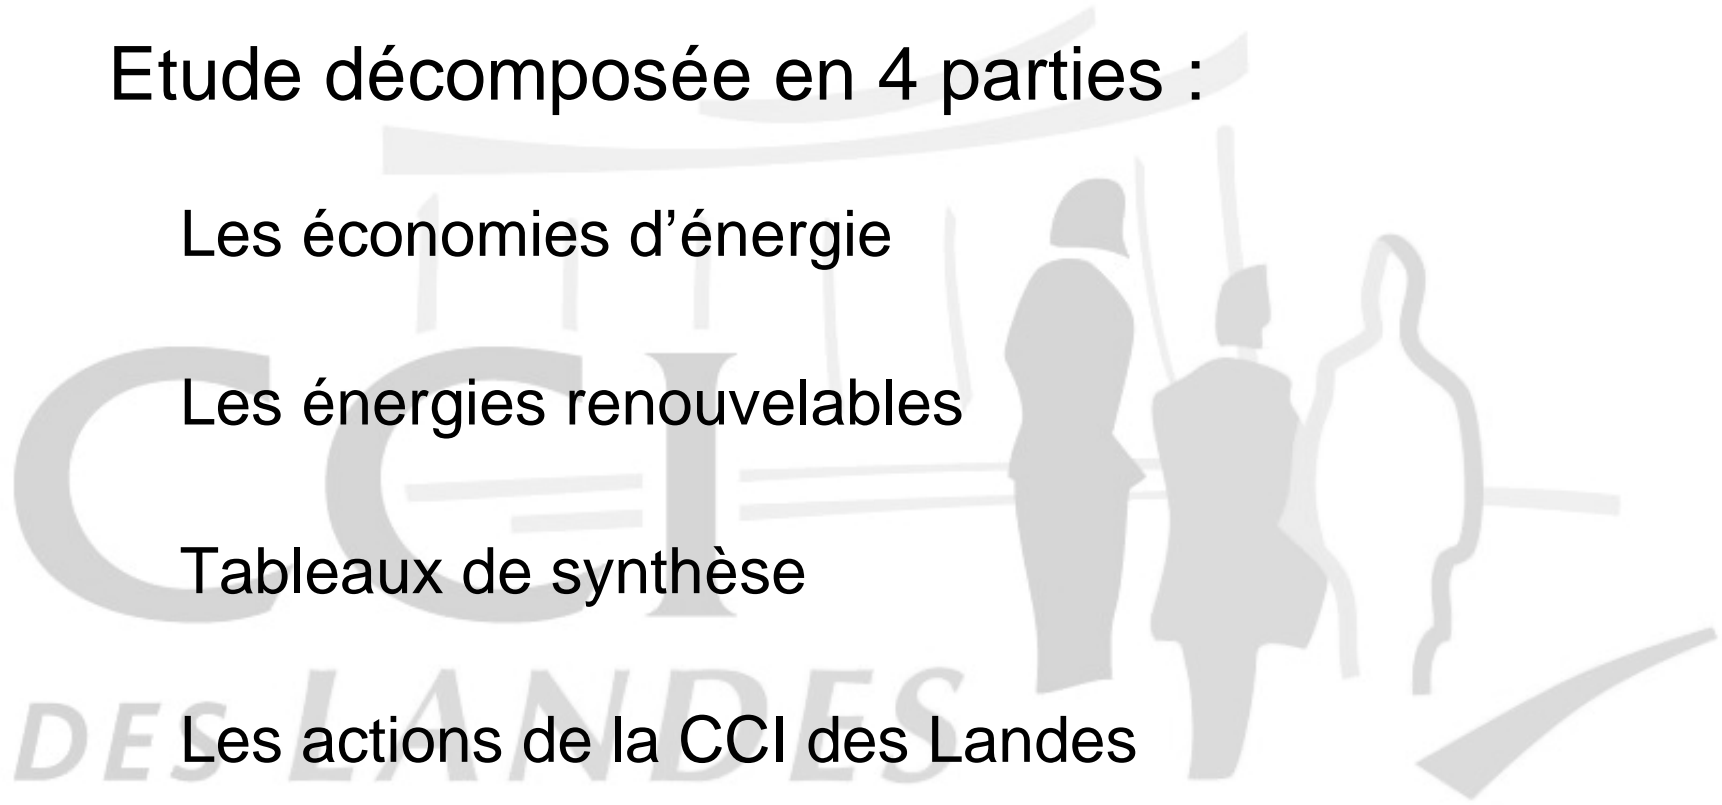 Etude décomposée en 4 parties :
Les économies d’énergie
Les énergies renouvelables
Tableaux de synthèse
Les actions de la CCI des Landes
CCI
DES LANDES